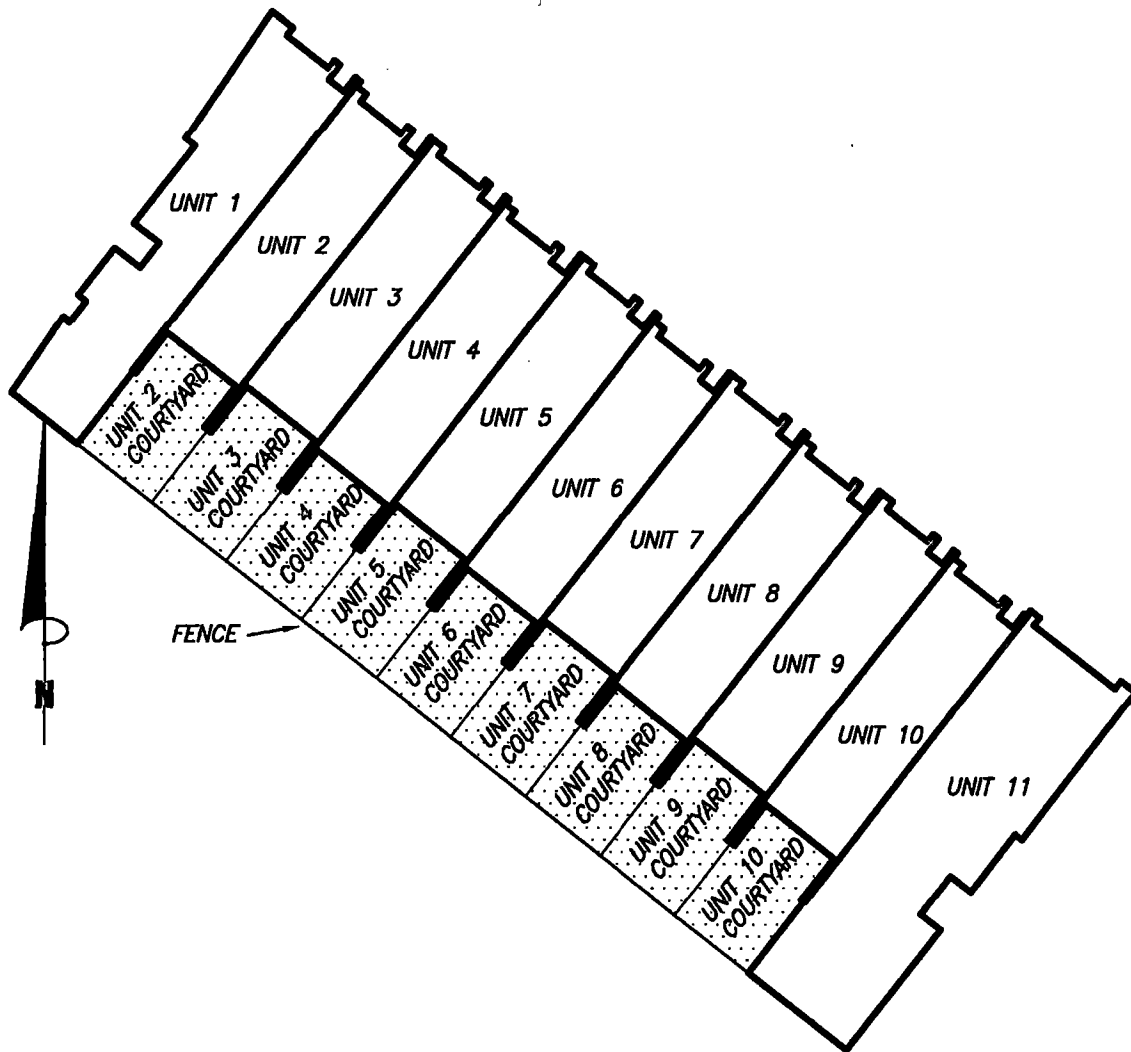 UNIT 1
UNIT 2
UNIT 3
UNIT 4
UNIT 5
UNIT 6
UNIT 7
UNIT 8
UNIT 9
UNIT 10
UNIT 11
UNIT 2
COURTYARD
UNIT 3
COURTYARD
UNIT 4
COURTYARD
UNIT 5
COURTYARD
UNIT 6
COURTYARD
UNIT 7
COURTYARD
UNIT 8
COURTYARD
UNIT 9
COURTYARD
UNIT 10
COURTYARD
FENCE
N